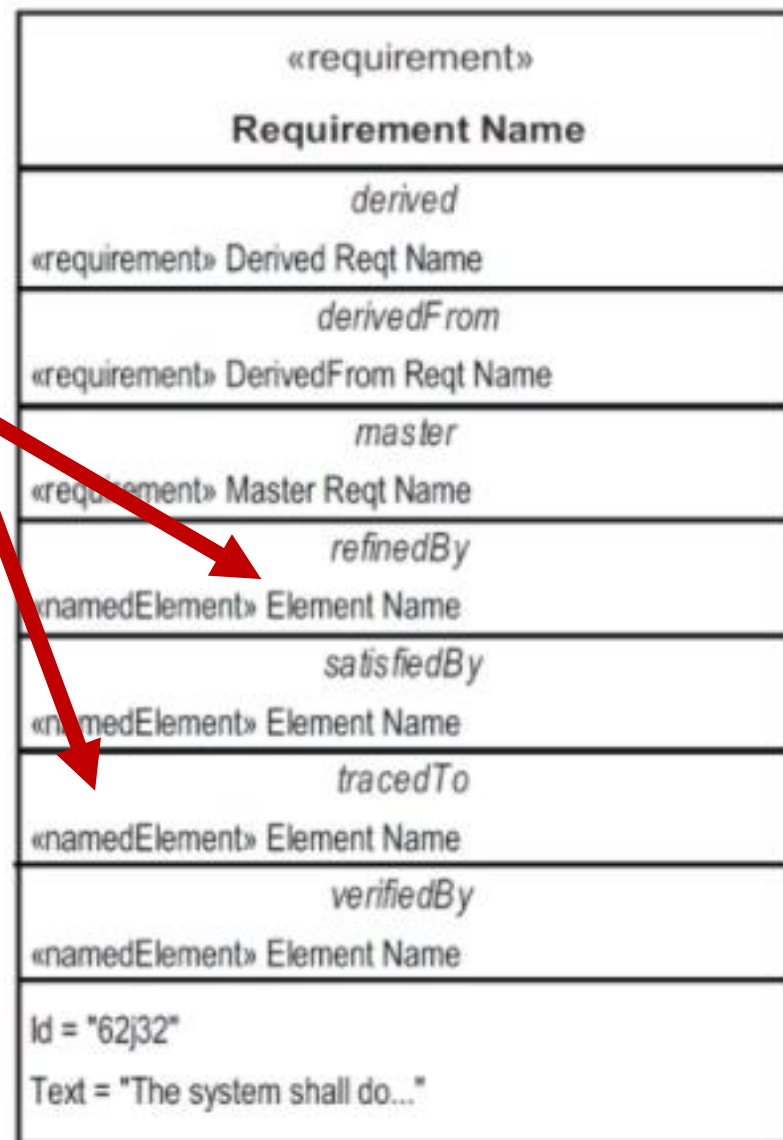 «requirement»
Requirement Name
derived
«requirement» Derived Reqt Name
derivedFrom
«requirement» DerivedFrom Reqt Name
master
«requirement» Master Reqt Name
refinedBy
«namedElement» Element Name
satisfiedBy
«namedElement» Element Name
tracedTo
«namedElement» Element Name
verifiedBy
«namedElement» Element Name
Id = "62j32"
Text = "The system shall do..."